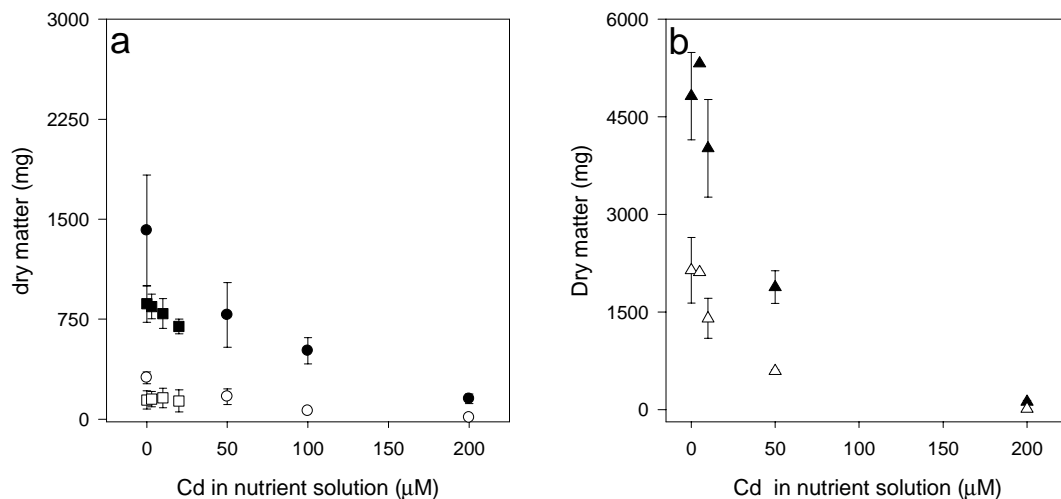 a
3000
2250
1500
750
0
dry matter (mg)
0 50 100 150 200
Cd in nutrient solution (µM)
b
6000
4500
3000
1500
0
Dry matter (mg)
0 50 100 150 200
Cd in nutrient solution (µM)